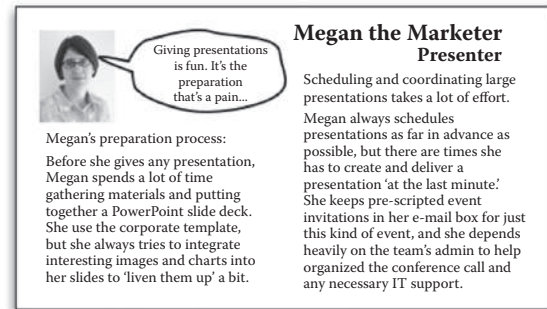 Giving presentations
is fun. It's the
preparation
that's a pain...
Megan the Marketer
Presenter
Megan's preparation process:
Before she gives any presentation,
Megan spends a lot of time
gathering materials and putting
together a PowerPoint slide deck.
She use the corporate template,
but she always tries to integrate
interesting images and charts into
her slides to 'liven them up' a bit.
Scheduling and coordinating large
presentations takes a lot of effort.
Megan always schedules
presentations as far in advance as
possible, but there are times she
has to create and deliver a
presentation 'at the last minute.'
She keeps pre-scripted event
invitations in her e-mail box for just
this kind of event, and she depends
heavily on the team's admin to help
organized the conference call and
any necessary IT support.